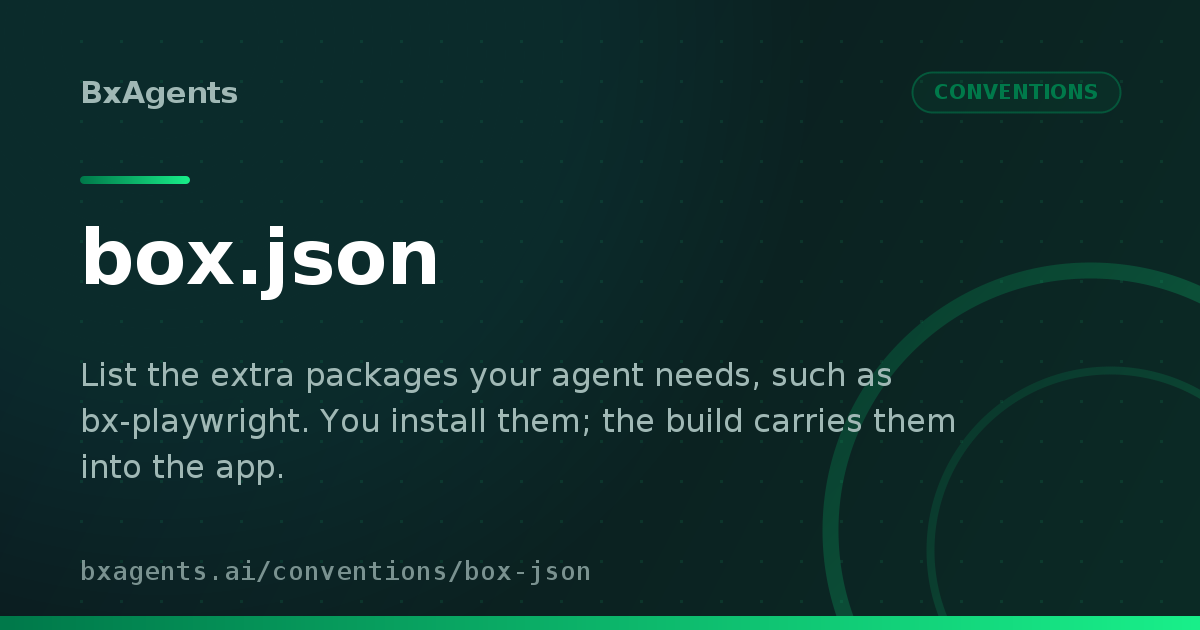 BxAgents
CONVENTIONS
box.json
List the extra packages your agent needs, such as
bx-playwright. You install them; the build carries them
into the app.
bxagents.ai/conventions/box-json